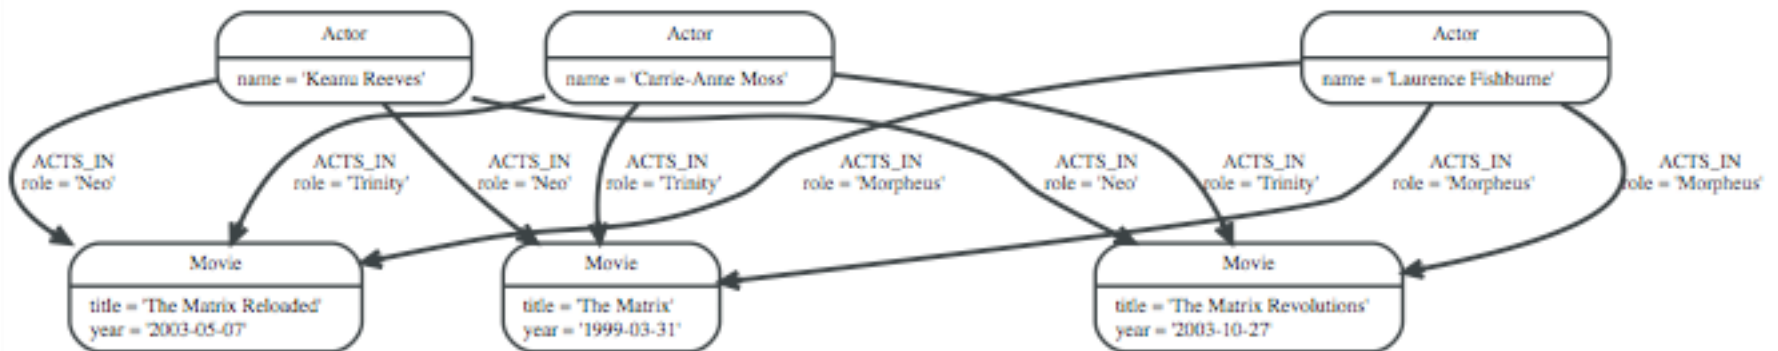 Actor
name = 'Keanu Reeves'
Actor
name = 'Carrie-Anne Moss'
Actor
name = 'Laurence Fishburne'
ACTS_IN
role = 'Neo'
ACTS_IN
role = 'Trinity'
ACTS_IN
role = 'Neo'
ACTS_IN
role = 'Trinity'
ACTS_IN
role = 'Morpheus'
ACTS_IN
role = 'Neo'
ACTS_IN
role = 'Trinity'
ACTS_IN
role = 'Morpheus'
ACTS_IN
role = 'Morpheus'
Movie
title = 'The Matrix Reloaded'
year = '2003-05-07'
Movie
title = 'The Matrix'
year = '1999-03-31'
Movie
title = 'The Matrix Revolutions'
year = '2003-10-27'